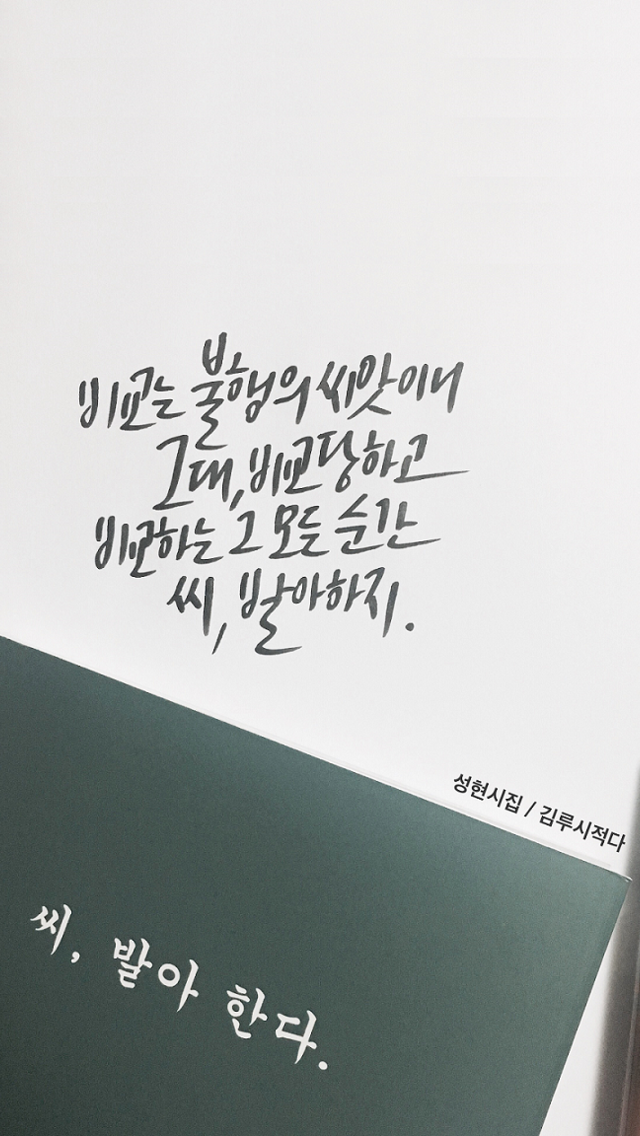 비교는 불행의 씨앗이니
그대, 비교당하고
비교하는 그 모든 순간
씨, 발아하지.
성현시집 / 김루시적다
씨, 발아 한다.